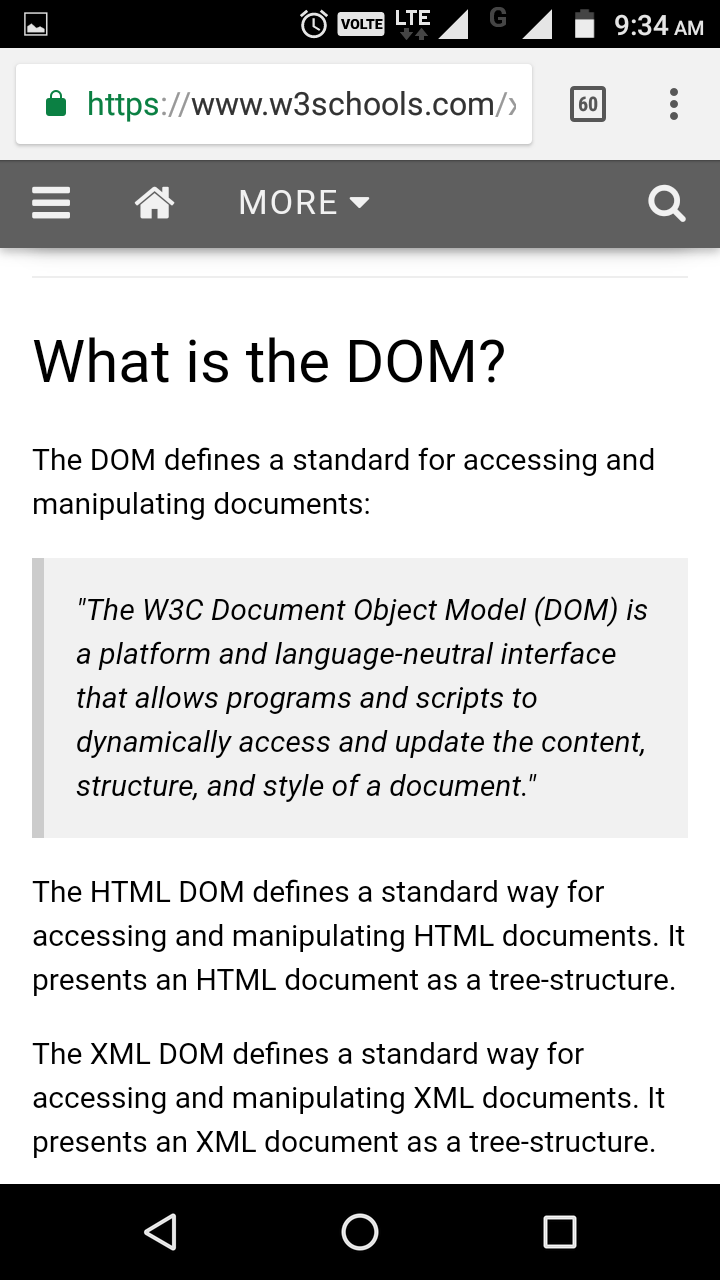 VOLTE LTE G 9:34 AM
https://www.w3schools.com/
60
MORE
What is the DOM?
The DOM defines a standard for accessing and
manipulating documents:
"The W3C Document Object Model (DOM) is
a platform and language-neutral interface
that allows programs and scripts to
dynamically access and update the content,
structure, and style of a document."
The HTML DOM defines a standard way for
accessing and manipulating HTML documents. It
presents an HTML document as a tree-structure.
The XML DOM defines a standard way for
accessing and manipulating XML documents. It
presents an XML document as a tree-structure.